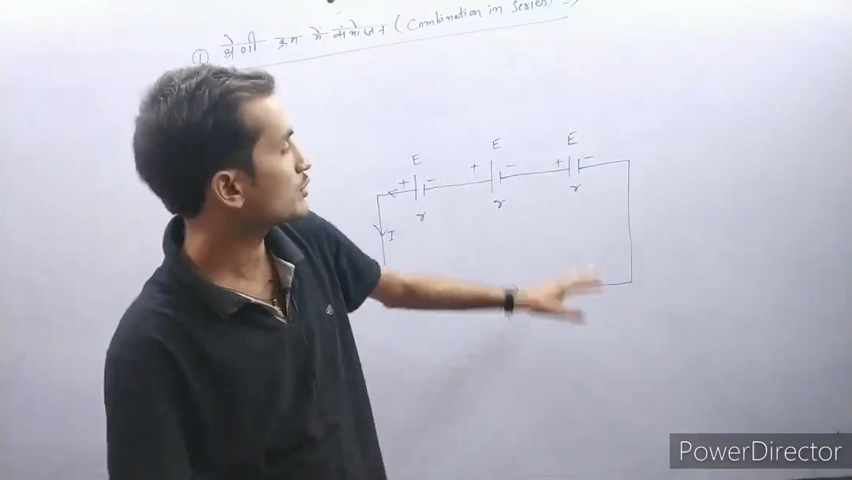 ① श्रेणी क्रम में संयोजन (Combination in Series) →
E E E
+ - + - + -
r r r
I
PowerDirector